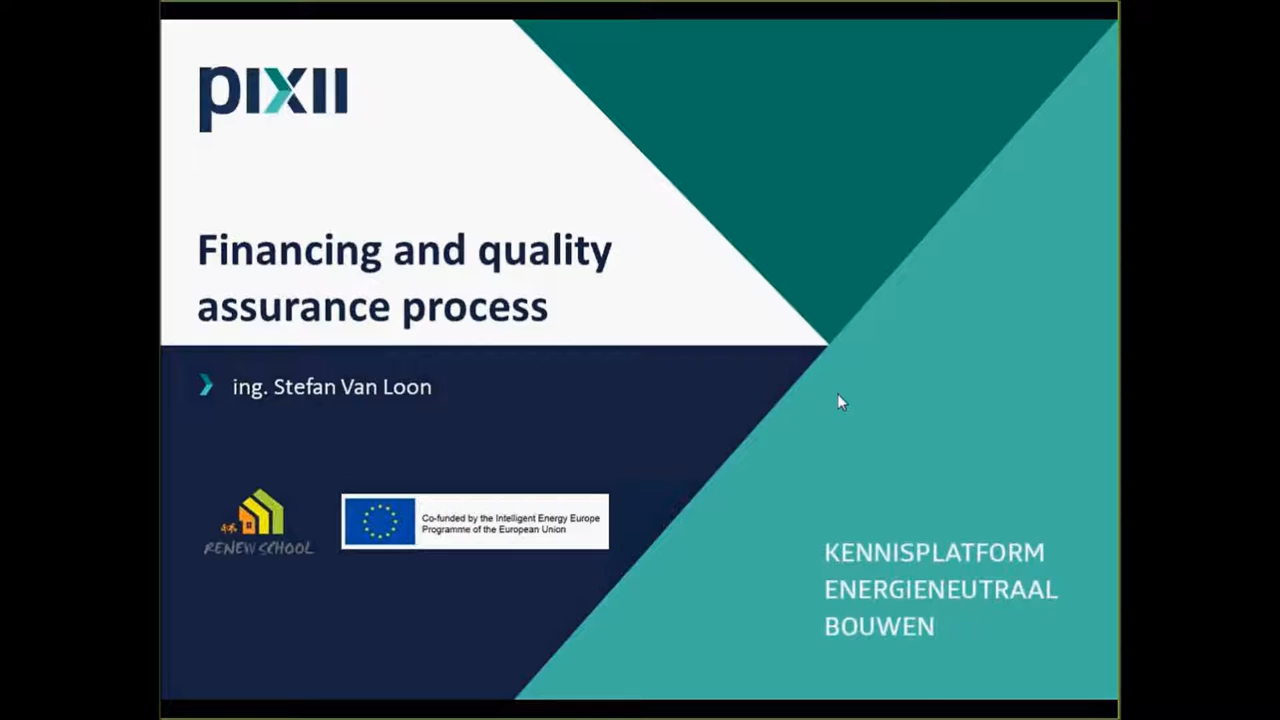 pixii
Financing and quality
assurance process
ing. Stefan Van Loon
RENEW SCHOOL
Co-funded by the Intelligent Energy Europe
Programme of the European Union
KENNISPLATFORM
ENERGIENEUTRAAL
BOUWEN